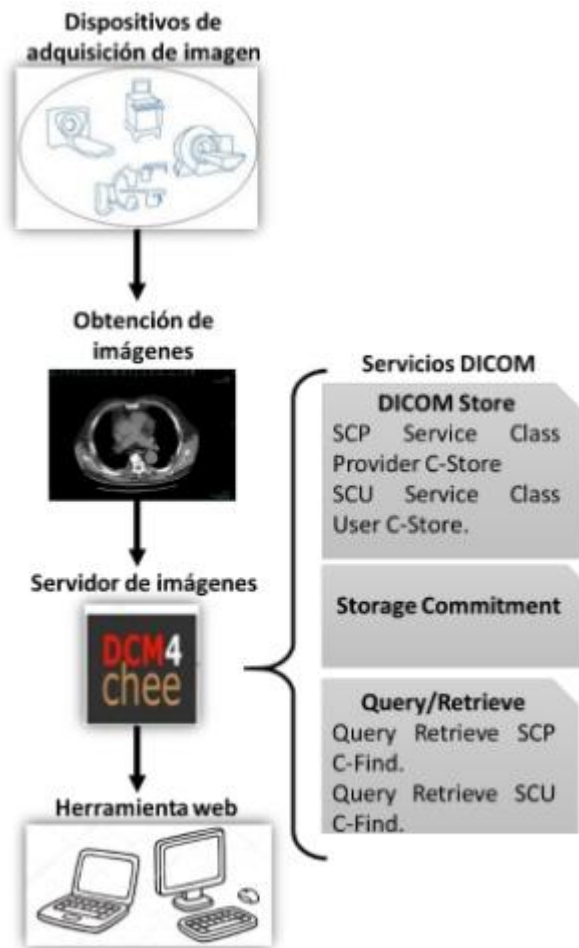 Dispositivos de
adquisición de imagen
Obtención de
imágenes
Servidor de imágenes
DCM4
chee
Herramienta web
Servicios DICOM
DICOM Store
SCP Service Class
Provider C-Store
SCU Service Class
User C-Store.
Storage Commitment
Query/Retrieve
Query Retrieve SCP
C-Find.
Query Retrieve SCU
C-Find.